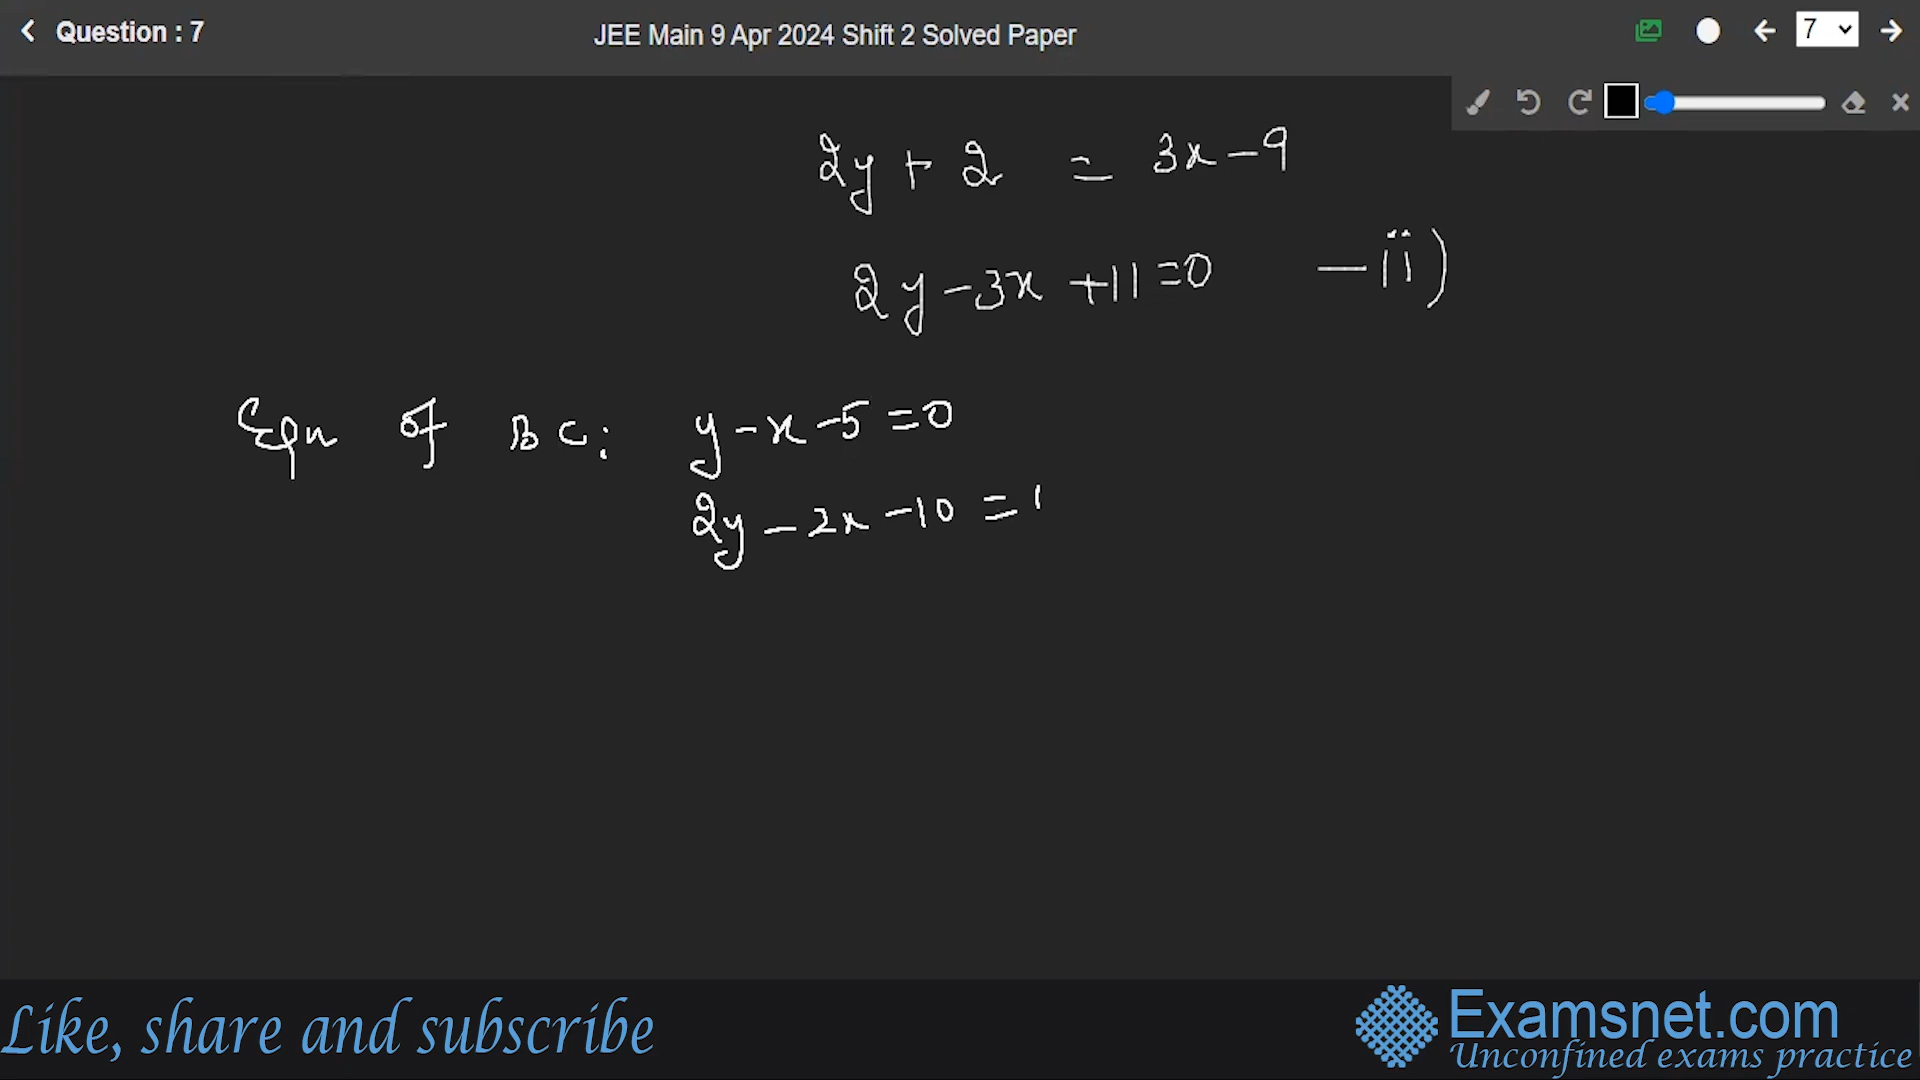 Question : 7
JEE Main 9 Apr 2024 Shift 2 Solved Paper
7
2y + 2 = 3x - 9
2y - 3x + 11 = 0 - ii)
Eqn of BC: y - x - 5 = 0
2y - 2x - 10 =
Like, share and subscribe
Examsnet.com
Unconfined exams practice